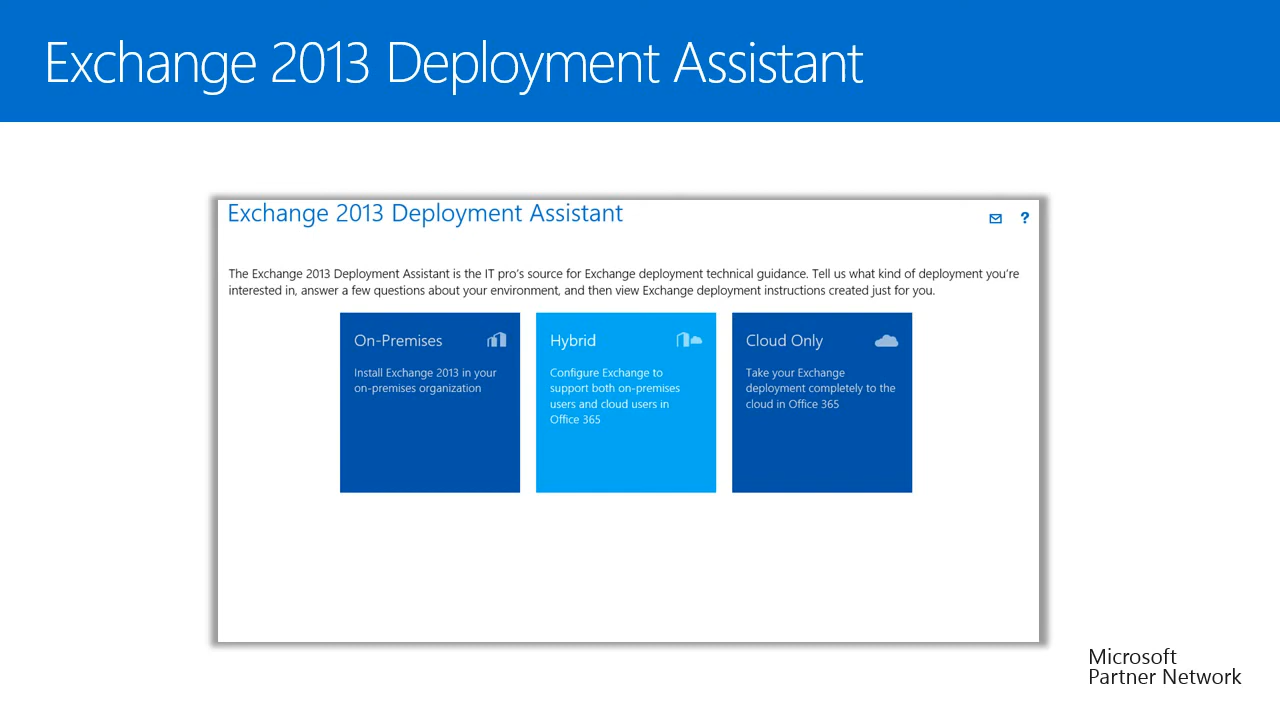 Exchange 2013 Deployment Assistant
Exchange 2013 Deployment Assistant
?
The Exchange 2013 Deployment Assistant is the IT pro's source for Exchange deployment technical guidance. Tell us what kind of deployment you're
interested in, answer a few questions about your environment, and then view Exchange deployment instructions created just for you.
On-Premises
Install Exchange 2013 in your
on-premises organization
Hybrid
Configure Exchange to
support both on-premises
users and cloud users in
Office 365
Cloud Only
Take your Exchange
deployment completely to the
cloud in Office 365
Microsoft
Partner Network